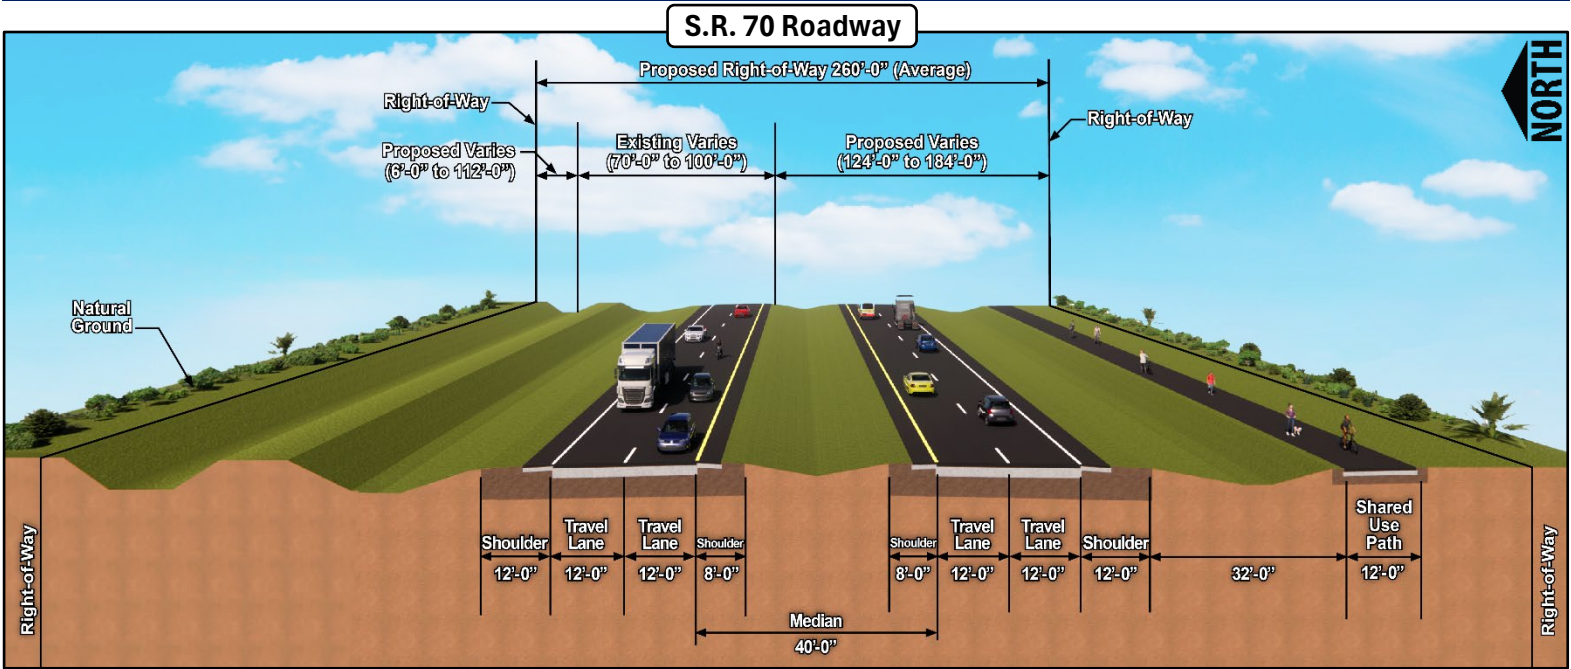 S.R. 70 Roadway
NORTH
Proposed Right-of-Way 260'-0" (Average)
Right-of-Way
Right-of-Way
Proposed Varies
(6'-0" to 112'-0")
Existing Varies
(70'-0" to 100'-0")
Proposed Varies
(124'-0" to 184'-0")
Natural
Ground
Right-of-Way
Shoulder
12'-0"
Travel
Lane
12'-0"
Travel
Lane
12'-0"
Shoulder
8'-0"
Median
40'-0"
Shoulder
8'-0"
Travel
Lane
12'-0"
Travel
Lane
12'-0"
Shoulder
12'-0"
32'-0"
Shared
Use
Path
12'-0"
Right-of-Way